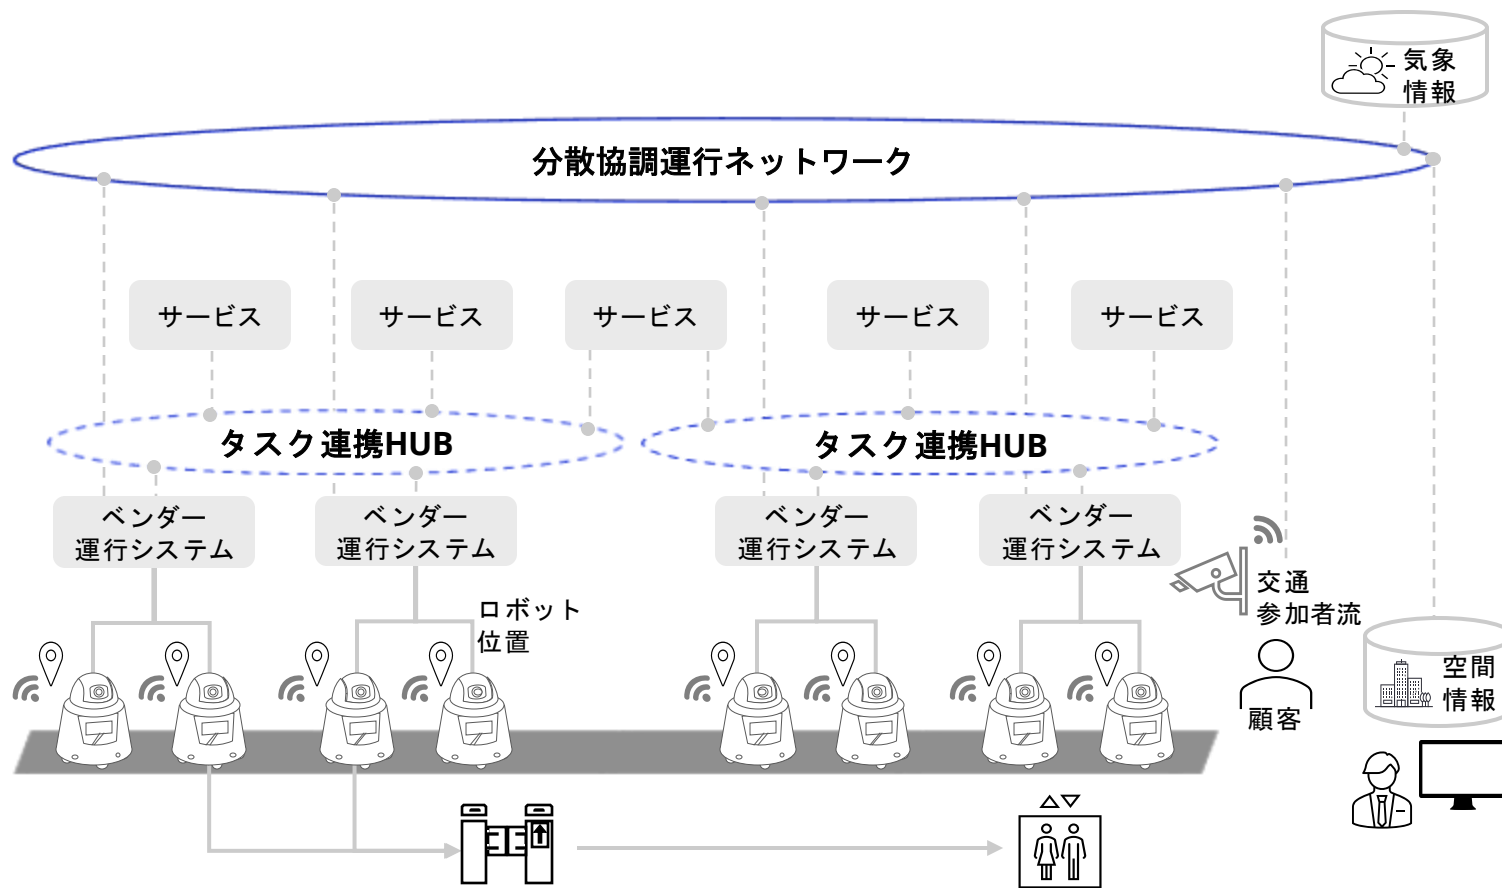 気象
情報
分散協調運行ネットワーク
サービス
サービス
サービス
サービス
サービス
タスク連携HUB
タスク連携HUB
ベンダー
運行システム
ベンダー
運行システム
ベンダー
運行システム
ベンダー
運行システム
ロボット
位置
交通
参加者流
顧客
空間
情報